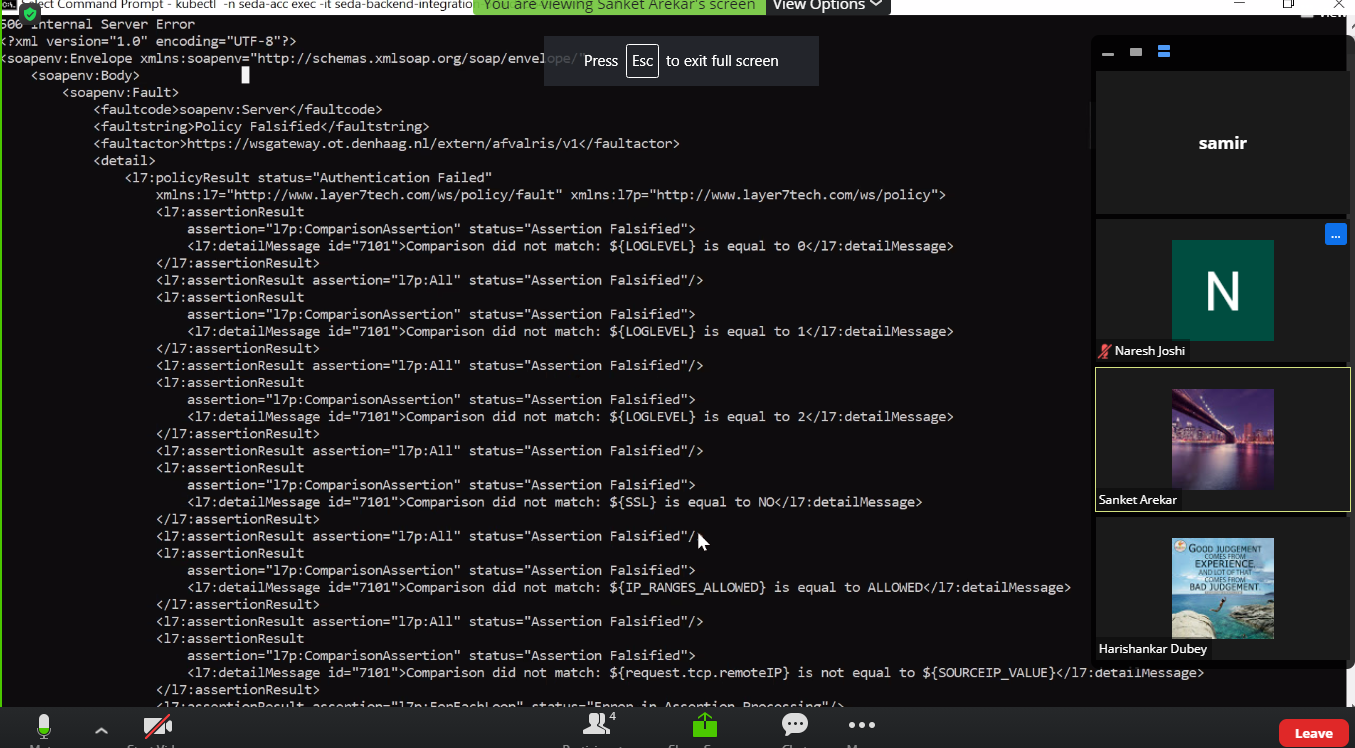 ect Command Prompt - kubectl -n seda-acc exec -it seda-backend-integratio
You are viewing Sanket Arekar's screen
View Options
View
500 Internal Server Error
<?xml version="1.0" encoding="UTF-8"?>
<soapenv:Envelope xmlns:soapenv="http://schemas.xmlsoap.org/soap/envelope/"
Press Esc to exit full screen
<soapenv:Body>
<soapenv:Fault>
<faultcode>soapenv:Server</faultcode>
<faultstring>Policy Falsified</faultstring>
<faultactor>https://wsgateway.ot.denhaag.nl/extern/afvalris/v1</faultactor>
<detail>
<l7:policyResult status="Authentication Failed"
xmlns:l7="http://www.layer7tech.com/ws/policy/fault" xmlns:l7p="http://www.layer7tech.com/ws/policy">
<l7:assertionResult
assertion="l7p:ComparisonAssertion" status="Assertion Falsified">
<l7:detailMessage id="7101">Comparison did not match: ${LOGLEVEL} is equal to 0</l7:detailMessage>
</l7:assertionResult>
<l7:assertionResult assertion="l7p:All" status="Assertion Falsified"/>
<l7:assertionResult
assertion="l7p:ComparisonAssertion" status="Assertion Falsified">
<l7:detailMessage id="7101">Comparison did not match: ${LOGLEVEL} is equal to 1</l7:detailMessage>
</l7:assertionResult>
<l7:assertionResult assertion="l7p:All" status="Assertion Falsified"/>
<l7:assertionResult
assertion="l7p:ComparisonAssertion" status="Assertion Falsified">
<l7:detailMessage id="7101">Comparison did not match: ${LOGLEVEL} is equal to 2</l7:detailMessage>
</l7:assertionResult>
<l7:assertionResult assertion="l7p:All" status="Assertion Falsified"/>
<l7:assertionResult
assertion="l7p:ComparisonAssertion" status="Assertion Falsified">
<l7:detailMessage id="7101">Comparison did not match: ${SSL} is equal to NO</l7:detailMessage>
</l7:assertionResult>
<l7:assertionResult assertion="l7p:All" status="Assertion Falsified"/
<l7:assertionResult
assertion="l7p:ComparisonAssertion" status="Assertion Falsified">
<l7:detailMessage id="7101">Comparison did not match: ${IP_RANGES_ALLOWED} is equal to ALLOWED</l7:detailMessage>
</l7:assertionResult>
<l7:assertionResult assertion="l7p:All" status="Assertion Falsified"/>
<l7:assertionResult
assertion="l7p:ComparisonAssertion" status="Assertion Falsified">
<l7:detailMessage id="7101">Comparison did not match: ${request.tcp.remoteIP} is not equal to ${SOURCEIP_VALUE}</l7:detailMessage>
</l7:assertionResult>
<l7:assertionResult assertion="l7p:ForEachLoop" status="Error in Assertion Processing"/>
samir
N
Naresh Joshi
Sanket Arekar
GOOD JUDGEMENT
COMES FROM
EXPERIENCE,
AND LOT OF THAT
COMES FROM
BAD JUDGEMENT.
Harishankar Dubey
4
Leave